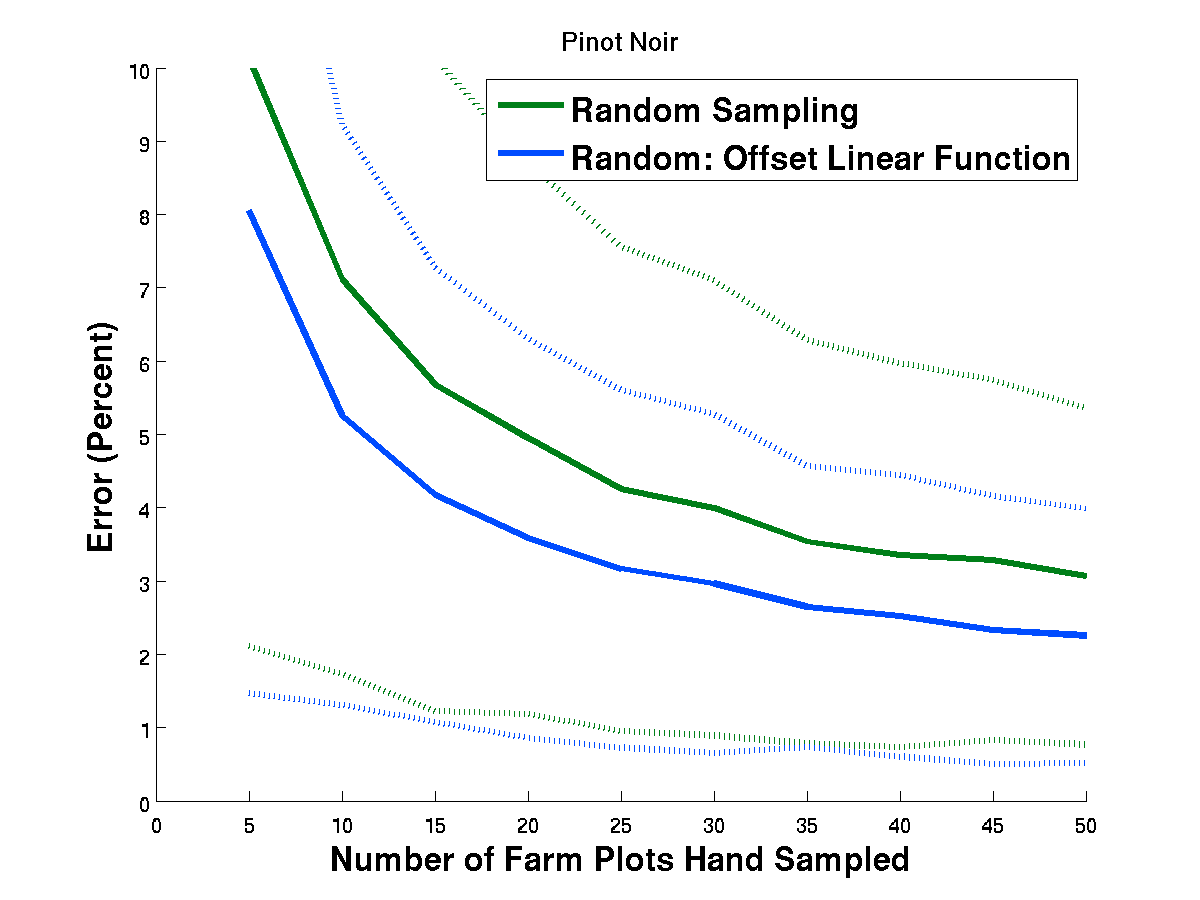 Pinot Noir
10
9
8
7
6
5
4
3
2
1
0
Random Sampling
Random: Offset Linear Function
Error (Percent)
0 5 10 15 20 25 30 35 40 45 50
Number of Farm Plots Hand Sampled